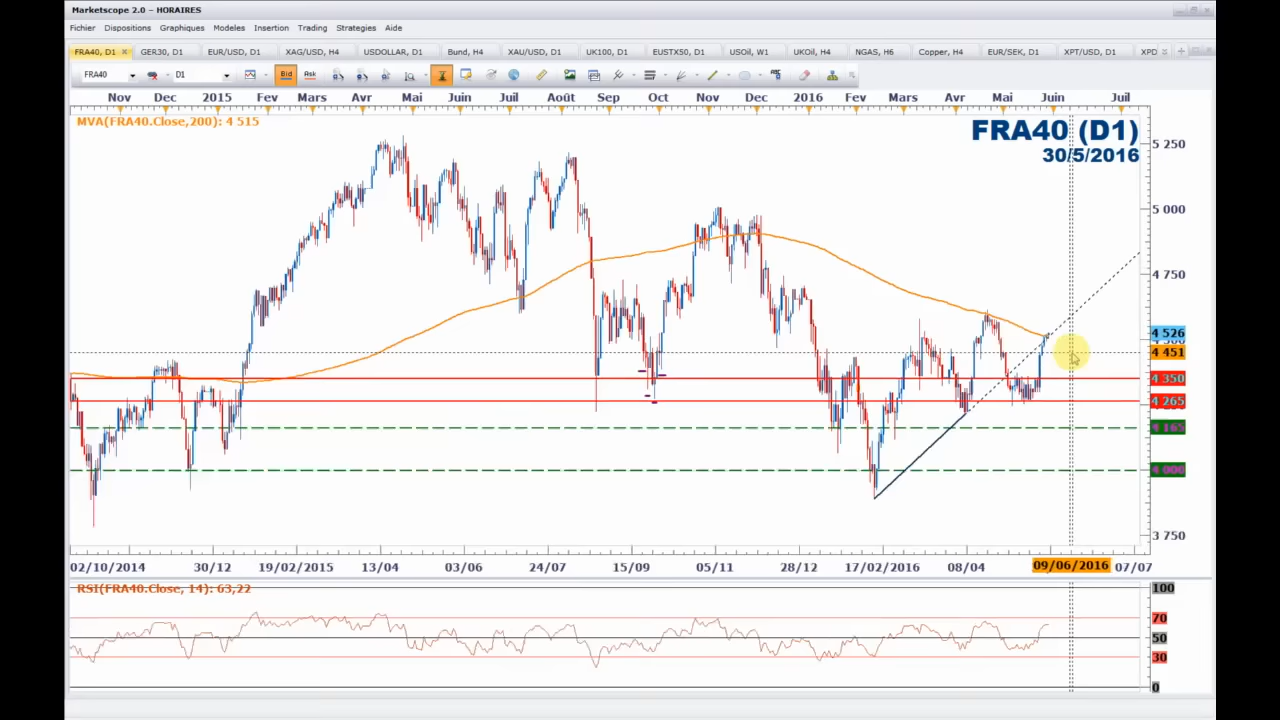 Marketscope 2.0 – HORAIRES
Fichier Dispositions Graphiques Modeles Insertion Trading Strategies Aide
FRA40, D1 GER30, D1 EUR/USD, D1 XAG/USD, H4 USDOLLAR, D1 Bund, H4 XAU/USD, D1 UK100, D1 EUSTX50, D1 USOil, W1 UKOil, H4 NGAS, H6 Copper, H4 EUR/SEK, D1 XPT/USD, D1 XPD
FRA40 D1 Bid Ask
Nov Dec 2015 Fev Mars Avr Mai Juin Juil Août Sep Oct Nov Dec 2016 Fev Mars Avr Mai Juin Juil
MVA(FRA40.Close,200): 4 515
FRA40 (D1)
30/5/2016
5 250
5 000
4 750
4 526
4 451
4 350
4 265
4 165
4 000
3 750
02/10/2014 30/12 19/02/2015 13/04 03/06 24/07 15/09 05/11 28/12 17/02/2016 08/04 09/06/2016 07/07
RSI(FRA40.Close, 14): 63,22
100
70
50
30
0